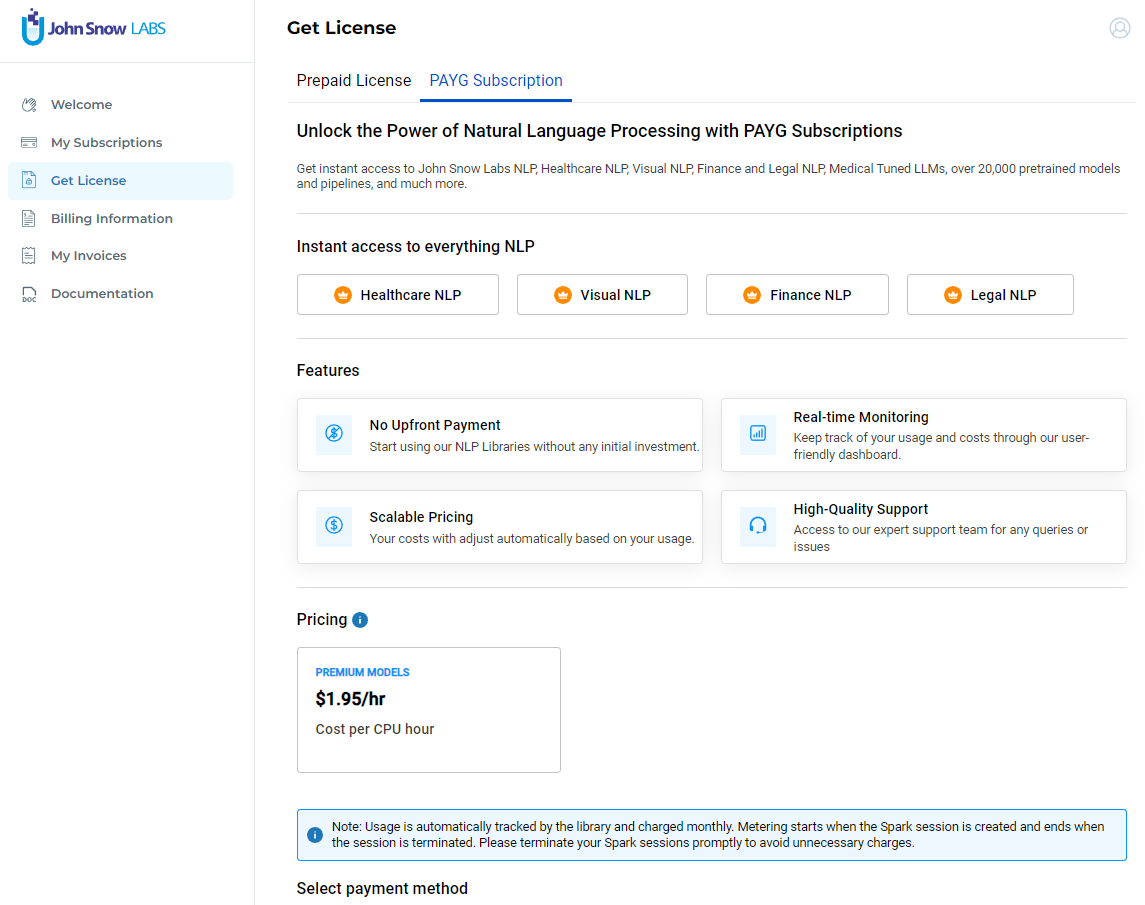 John Snow LABS
Get License
Welcome
My Subscriptions
Get License
Billing Information
My Invoices
DOC Documentation
Prepaid License PAYG Subscription
Unlock the Power of Natural Language Processing with PAYG Subscriptions
Get instant access to John Snow Labs NLP, Healthcare NLP, Visual NLP, Finance and Legal NLP, Medical Tuned LLMs, over 20,000 pretrained models
and pipelines, and much more.
Instant access to everything NLP
Healthcare NLP
Visual NLP
Finance NLP
Legal NLP
Features
No Upfront Payment
Start using our NLP Libraries without any initial investment.
Real-time Monitoring
Keep track of your usage and costs through our user-
friendly dashboard.
Scalable Pricing
Your costs with adjust automatically based on your usage.
High-Quality Support
Access to our expert support team for any queries or
issues
Pricing
PREMIUM MODELS
$1.95/hr
Cost per CPU hour
Note: Usage is automatically tracked by the library and charged monthly. Metering starts when the Spark session is created and ends when
the session is terminated. Please terminate your Spark sessions promptly to avoid unnecessary charges.
Select payment method